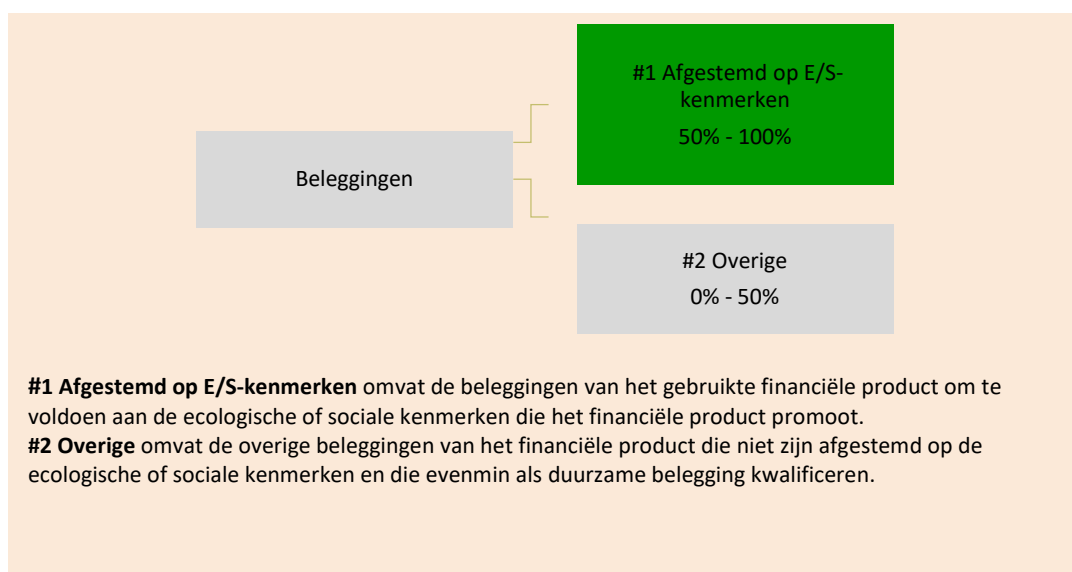 #1 Afgestemd op E/S-
kenmerken
50% - 100%
Beleggingen
#2 Overige
0% - 50%
#1 Afgestemd op E/S-kenmerken omvat de beleggingen van het gebruikte financiële product om te
voldoen aan de ecologische of sociale kenmerken die het financiële product promoot.
#2 Overige omvat de overige beleggingen van het financiële product die niet zijn afgestemd op de
ecologische of sociale kenmerken en die evenmin als duurzame belegging kwalificeren.